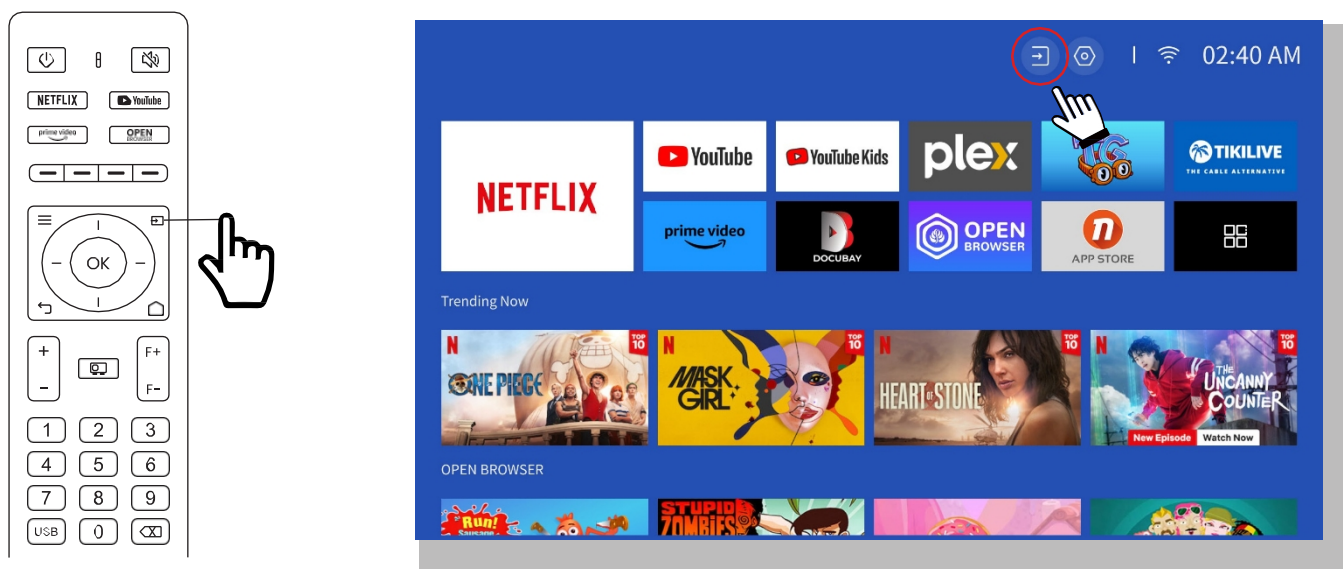 NETFLIX
YouTube
prime video
OPEN
BROWSER
OK
+
F+
-
F-
1 2 3
4 5 6
7 8 9
USB 0
02:40 AM
NETFLIX
YouTube
YouTube Kids
plex
TG
TIKILIVE
THE CABLE ALTERNATIVE
prime video
DOCUBAY
OPEN
BROWSER
n
APP STORE
Trending Now
N
TOP
10
ONE PIECE
N
TOP
10
MASK
GIRL
N
TOP
10
HEART OF STONE
N
TOP
10
THE
UNCANNY
COUNTER
New Episode Watch Now
OPEN BROWSER
Run!
Sausage
STUPID
ZOMBIES